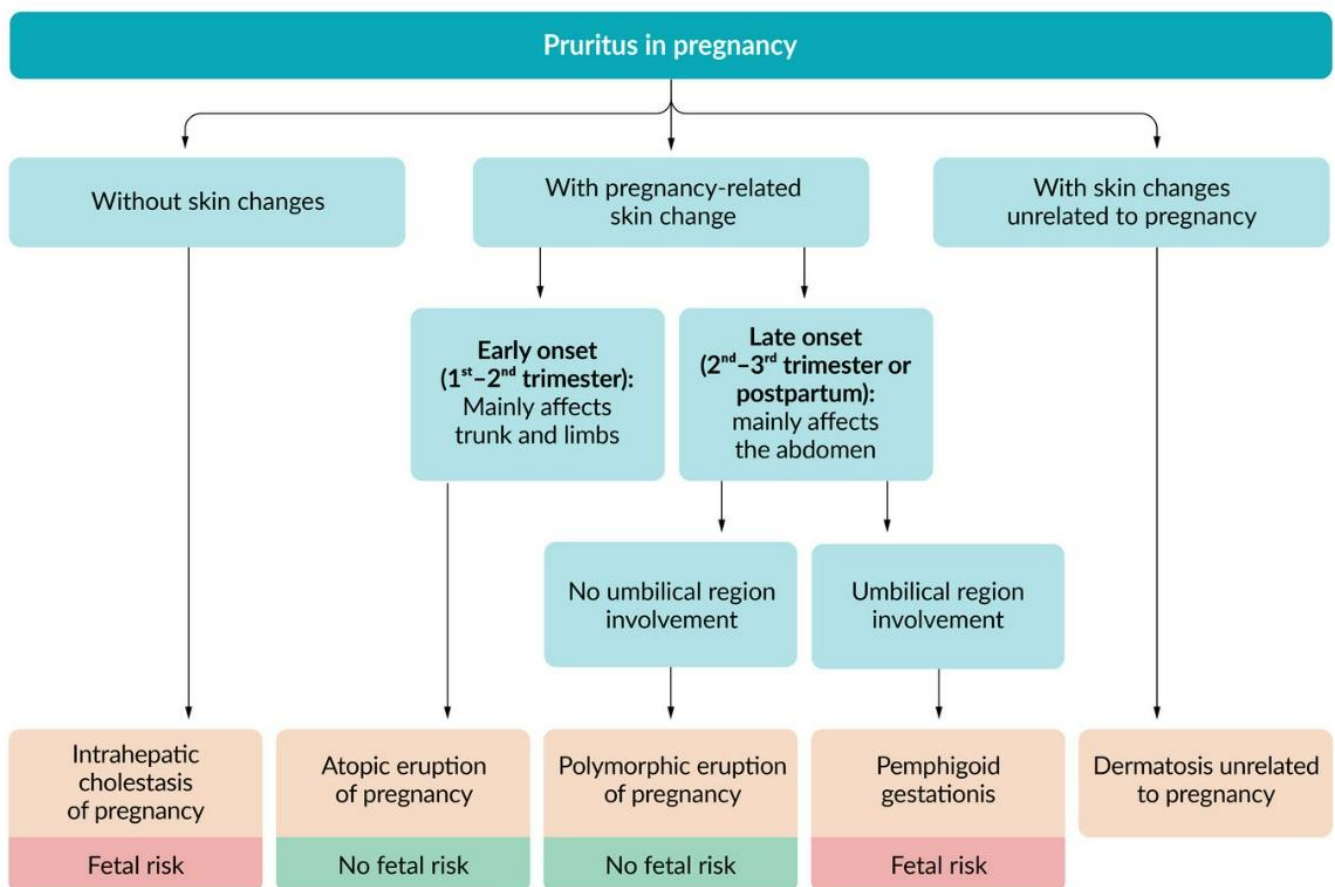 Pruritus in pregnancy
Without skin changes
With pregnancy-related
skin change
With skin changes
unrelated to pregnancy
Early onset
(1st–2nd trimester):
Mainly affects
trunk and limbs
Late onset
(2nd–3rd trimester or
postpartum):
mainly affects
the abdomen
No umbilical region
involvement
Umbilical region
involvement
Intrahepatic
cholestasis
of pregnancy
Fetal risk
Atopic eruption
of pregnancy
No fetal risk
Polymorphic eruption
of pregnancy
No fetal risk
Pemphigoid
gestationis
Fetal risk
Dermatosis unrelated
to pregnancy